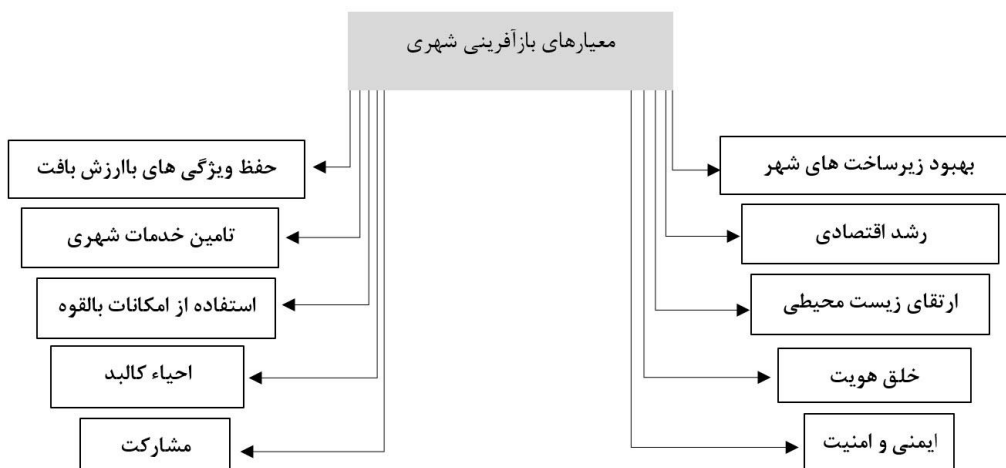 معیارهای بازآفرینی شهری
بهبود زیرساخت های شهر
رشد اقتصادی
ارتقای زیست محیطی
خلق هویت
ایمنی و امنیت
حفظ ویژگی های باارزش بافت
تامین خدمات شهری
استفاده از امکانات بالقوه
احیاء کالبد
مشارکت